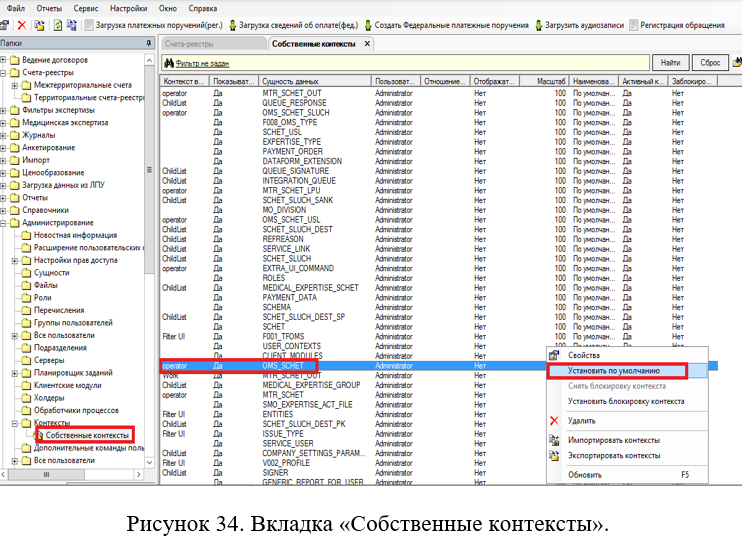 Файл Отчеты Сервис Настройки Окно Справка
Загрузка платежных поручений(рег.) Загрузка сведений об оплате(фед.) Создать Федеральные платежные поручения Загрузить аудиозаписи Регистрация обращения
Папки
Ведение договоров
Счета-реестры
Межтерриториальные счета
Территориальные счета-реестры
Фильтры экспертизы
Медицинская экспертиза
Журналы
Анкетирование
Импорт
Ценообразование
Загрузка данных из ЛПУ
Отчеты
Справочники
Администрирование
Новостная информация
Расширение пользовательских с
Настройки прав доступа
Сущности
Файлы
Роли
Перечисления
Группы пользователей
Все пользователи
Подразделения
Серверы
Планировщик заданий
Клиентские модули
Холдеры
Обработчики процессов
Контексты
Собственные контексты
Дополнительные команды поль
Все пользователи
Счета-реестры Собственные контексты
Фильтр не задан Найти Сброс
Контекст в... Показыват... Сущность данных Пользоват... Отношение... Отображат... Масштаб Наименова... Активный к... Заблокиро...
operator Да MTR_SCHET_OUT Administrator Нет 100 По умолчан... Да Нет
ChildList Да QUEUE_RESPONSE Administrator Нет 100 По умолчан... Да Нет
operator Да OMS_SCHET_SLUCH Administrator Нет 100 По умолчан... Да Нет
Да F008_OMS_TYPE Administrator Нет 100 По умолчан... Да Нет
Да SCHET_USL Administrator Нет 100 По умолчан... Да Нет
Да EXPERTISE_TYPE Administrator Нет 100 По умолчан... Да Нет
Да PAYMENT_ORDER Administrator Нет 100 По умолчан... Да Нет
Да DATAFORM_EXTENSION Administrator Нет 100 По умолчан... Да Нет
ChildList Да QUEUE_SIGNATURE Administrator Нет 100 По умолчан... Да Нет
ChildList Да INTEGRATION_QUEUE Administrator Нет 100 По умолчан... Да Нет
Да MTR_SCHET_LPU Administrator Нет 100 По умолчан... Да Нет
ChildList Да SCHET_SLUCH_SANK Administrator Нет 100 По умолчан... Да Нет
Да MO_DIVISION Administrator Нет 100 По умолчан... Да Нет
operator Да OMS_SCHET_USL Administrator Нет 100 По умолчан... Да Нет
ChildList Да SCHET_SLUCH_DEST Administrator Нет 100 По умолчан... Да Нет
ChildList Да REFREASON Administrator Нет 100 По умолчан... Да Нет
ChildList Да SERVICE_LINK Administrator Нет 100 По умолчан... Да Нет
ChildList Да SCHET_SLUCH Administrator Нет 100 По умолчан... Да Нет
operator Да EXTRA_UI_COMMAND Administrator Нет 100 По умолчан... Да Нет
Да ROLES Administrator Нет 100 По умолчан... Да Нет
ChildList Да MEDICAL_EXPERTISE_SCHET Administrator Нет 100 По умолчан... Да Нет
Да PAYMENT_DATA Administrator Нет 100 По умолчан... Да Нет
Да SCHEMA Administrator Нет 100 По умолчан... Да Нет
ChildList Да SCHET_SLUCH_DEST_SP Administrator Нет 100 По умолчан... Да Нет
Да SCHET Administrator Нет 100 По умолчан... Да Нет
Filter UI Да F001_TFOMS Administrator Нет 100 По умолчан... Да Нет
Да USER_CONTEXTS Administrator Нет
Да CLIENT_MODULES Administrator Нет
operator Да OMS_SCHET Administrator Нет
Work Да MTR_SCHET_OUT Administrator Нет
ChildList Да MEDICAL_EXPERTISE_GROUP Administrator Нет
operator Да MTR_SCHET Administrator Нет
Да SMO_EXPERTISE_ACT_FILE Administrator Нет
Filter UI Да ENTITIES Administrator Нет
ChildList Да SCHET_SLUCH_DEST_PK Administrator Нет
Filter UI Да ISSUE_TYPE Administrator Нет
Да SERVICE_USER Administrator Нет
ChildList Да COMPANY_SETTINGS_PARAM... Administrator Нет
Filter UI Да V002_PROFILE Administrator Нет
ChildList Да SIGNER Administrator Нет
Да GENERIC_REPORT_FOR_USER Administrator Нет
Свойства
Установить по умолчанию
Снять блокировку контекста
Установить блокировку контекста
Удалить
Импортировать контексты
Экспортировать контексты
Обновить F5
Рисунок 34. Вкладка «Собственные контексты».